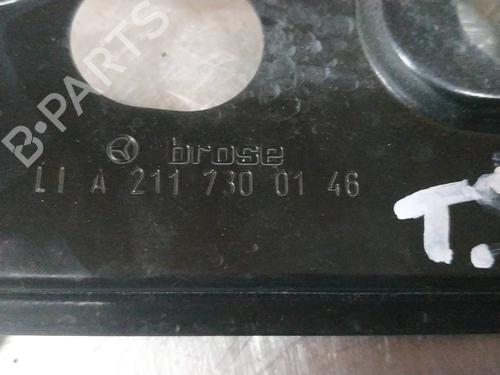 B-PARTS
brose
LI A 211 730 01 46
T.